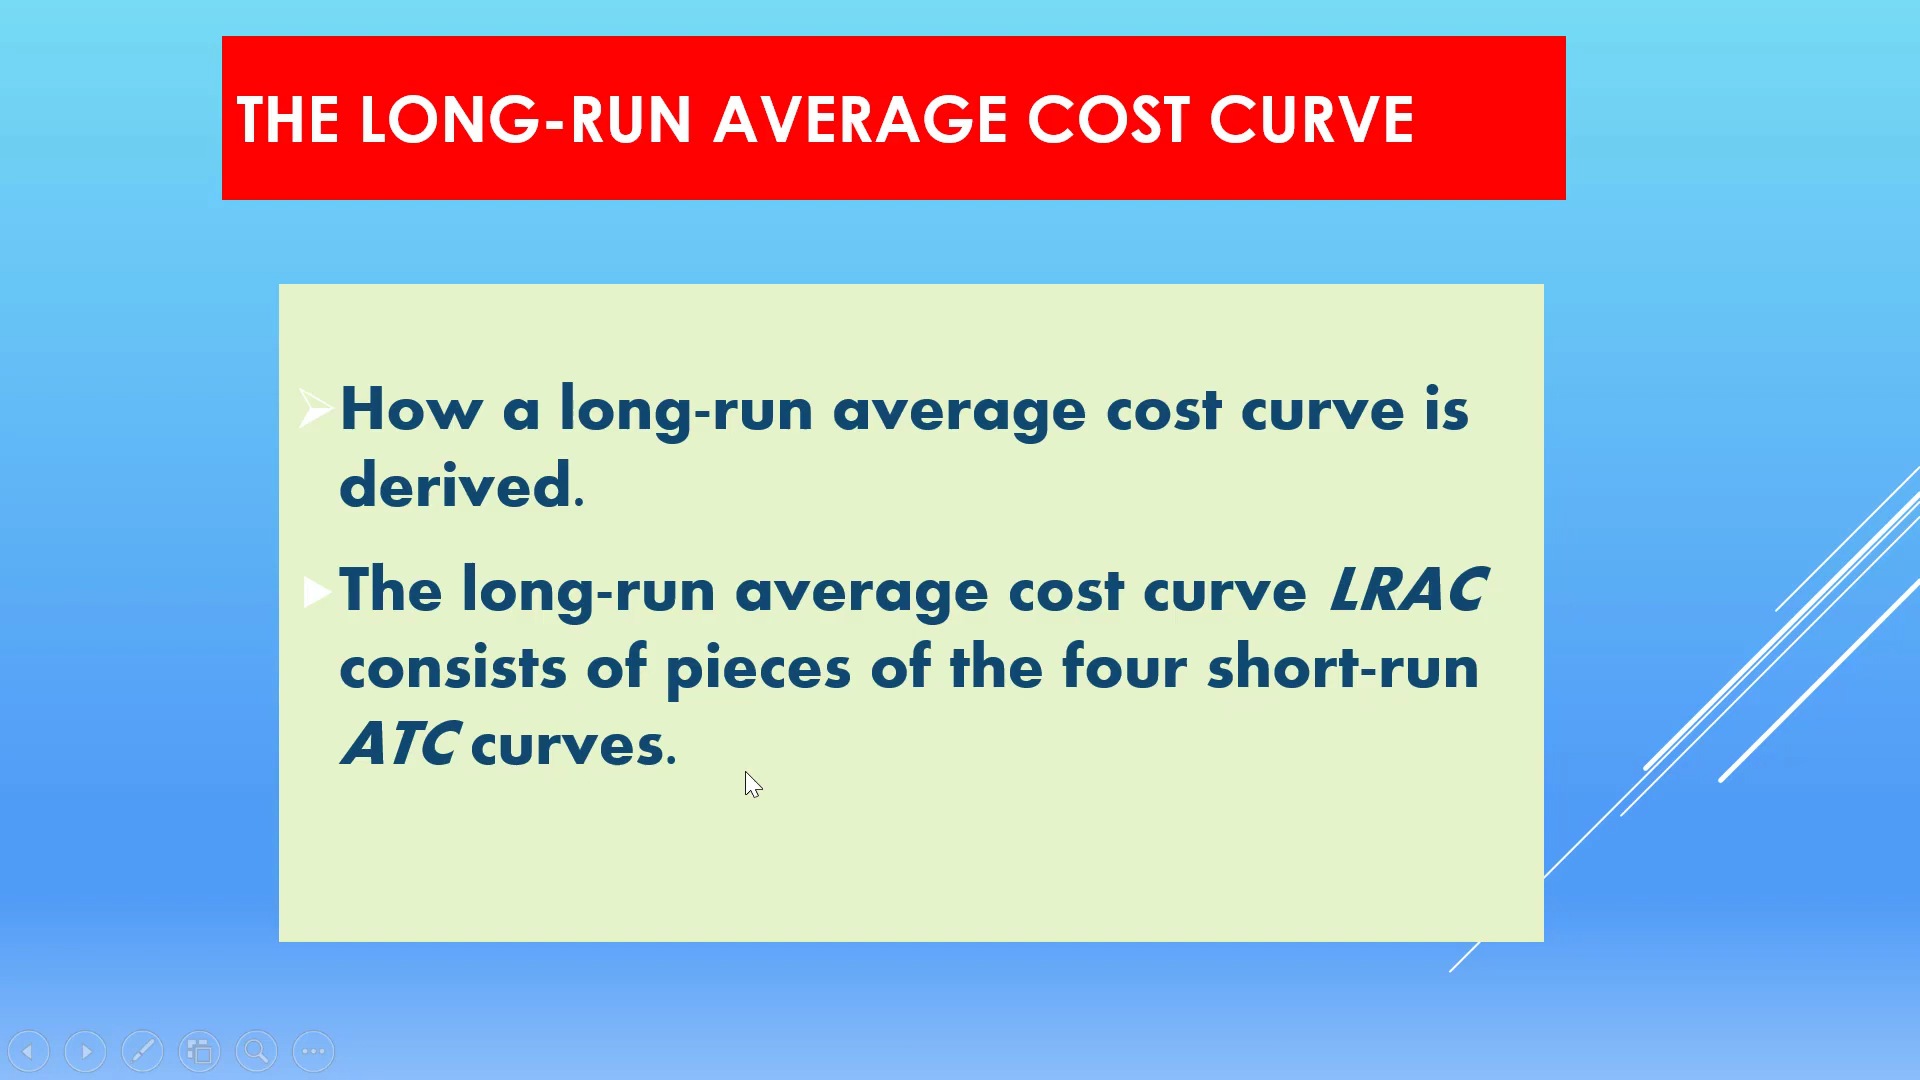 THE LONG-RUN AVERAGE COST CURVE
How a long-run average cost curve is
derived.
The long-run average cost curve LRAC
consists of pieces of the four short-run
ATC curves.